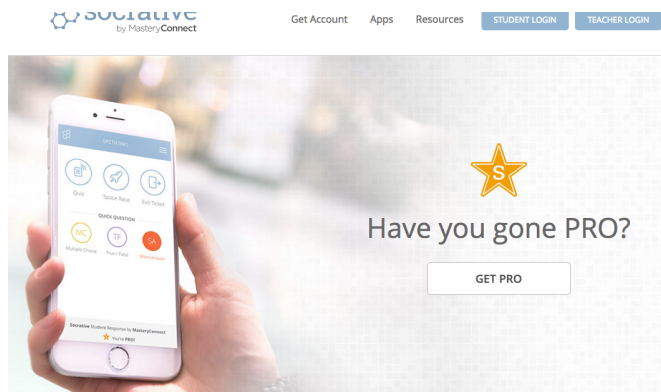 socrative
by MasteryConnect
Get Account Apps Resources STUDENT LOGIN TEACHER LOGIN
Quiz Space Race Exit Ticket
QUICK QUESTION
MC TF SA
Multiple Choice True / False Short Answer
Socrative Student Response by MasteryConnect
You're PRO!
S
Have you gone PRO?
GET PRO